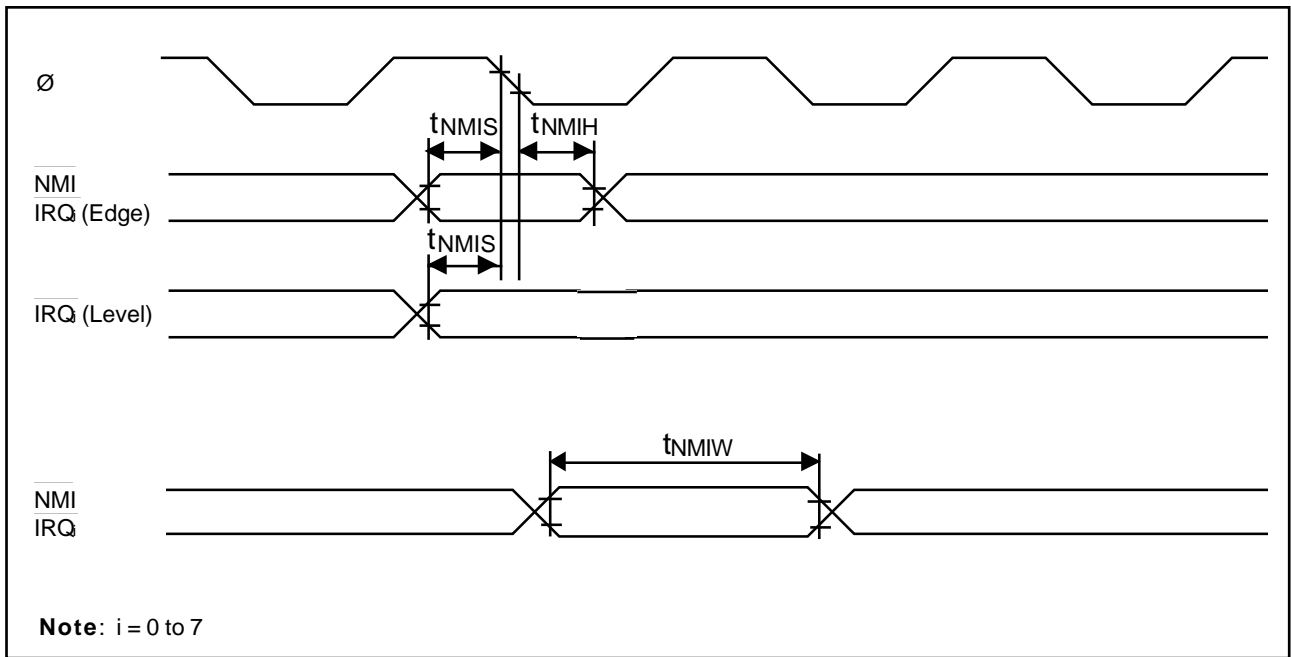 Ø
tNMIS tNMIH
NMI
IRQi (Edge)
tNMIS
IRQi (Level)
tNMIW
NMI
IRQi
Note: i = 0 to 7